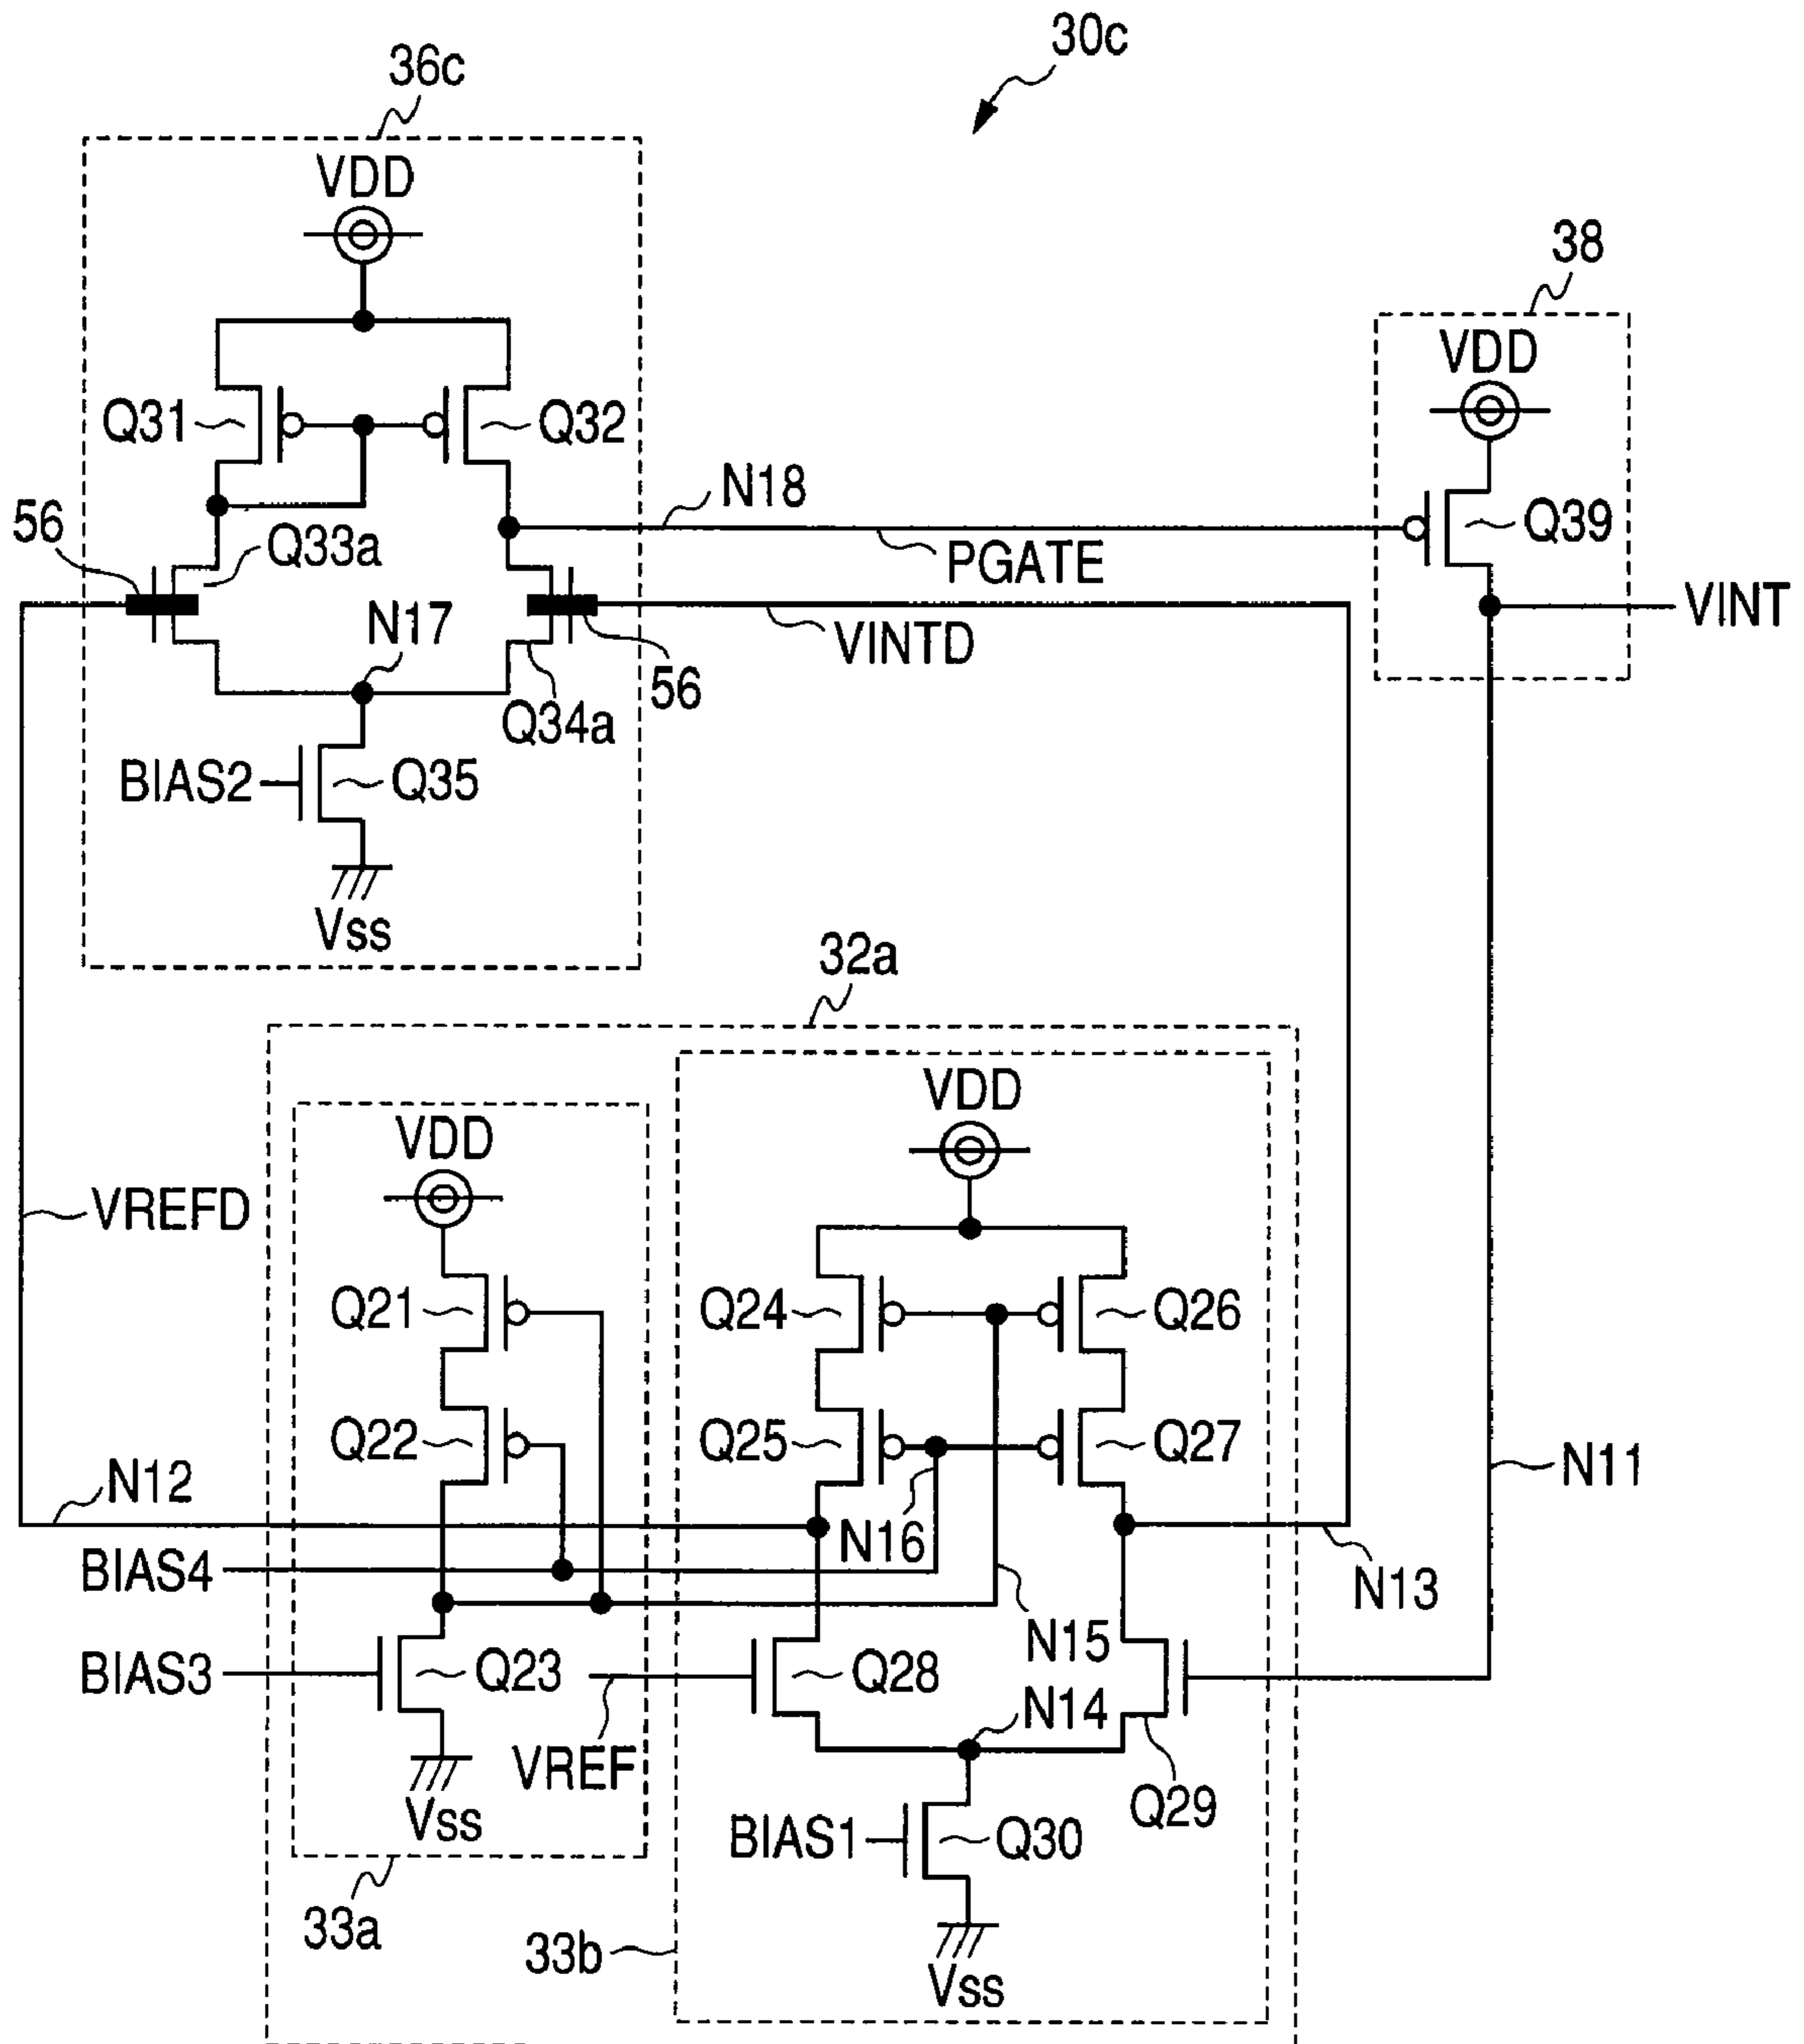 30c
36c
VDD
38
VDD
Q31
Q32
N18
56
Q33a
Q39
PGATE
N17
VINT
VINTD
56
Q34a
BIAS2
Q35
Vss
32a
VDD
VDD
VREFD
Q21
Q24
Q26
Q22
Q25
Q27
N11
N12
N16
BIAS4
N13
N15
BIAS3
Q23
Q28
N14
VREF
Q29
Vss
BIAS1
Q30
33a
33b
Vss